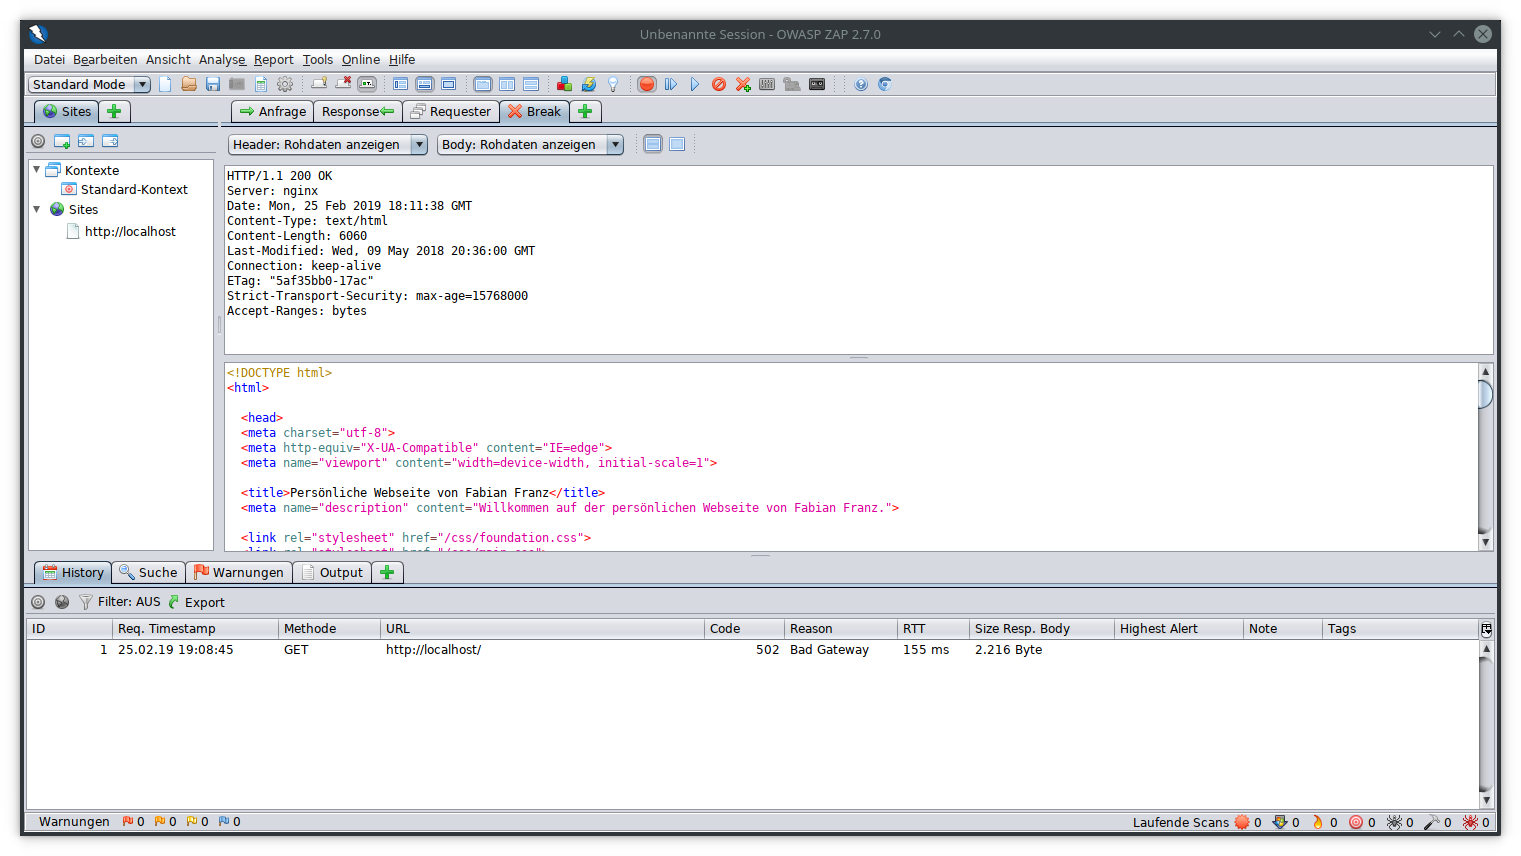 Unbenannte Session - OWASP ZAP 2.7.0
Datei Bearbeiten Ansicht Analyse Report Tools Online Hilfe
Standard Mode
Sites
Anfrage Response Requester Break
Header: Rohdaten anzeigen Body: Rohdaten anzeigen
Kontexte
Standard-Kontext
Sites
http://localhost
HTTP/1.1 200 OK
Server: nginx
Date: Mon, 25 Feb 2019 18:11:38 GMT
Content-Type: text/html
Content-Length: 6060
Last-Modified: Wed, 09 May 2018 20:36:00 GMT
Connection: keep-alive
ETag: "5af35bb0-17ac"
Strict-Transport-Security: max-age=15768000
Accept-Ranges: bytes
<!DOCTYPE html>
<html>
<head>
<meta charset="utf-8">
<meta http-equiv="X-UA-Compatible" content="IE=edge">
<meta name="viewport" content="width=device-width, initial-scale=1">
<title>Persönliche Webseite von Fabian Franz</title>
<meta name="description" content="Willkommen auf der persönlichen Webseite von Fabian Franz.">
<link rel="stylesheet" href="/css/foundation.css">
<link rel="stylesheet" href="/css/main.css">
History Suche Warnungen Output
Filter: AUS Export
ID Req. Timestamp Methode URL Code Reason RTT Size Resp. Body Highest Alert Note Tags
1 25.02.19 19:08:45 GET http://localhost/ 502 Bad Gateway 155 ms 2.216 Byte
Warnungen 0 0 0 0 Laufende Scans 0 0 0 0 0 0 0